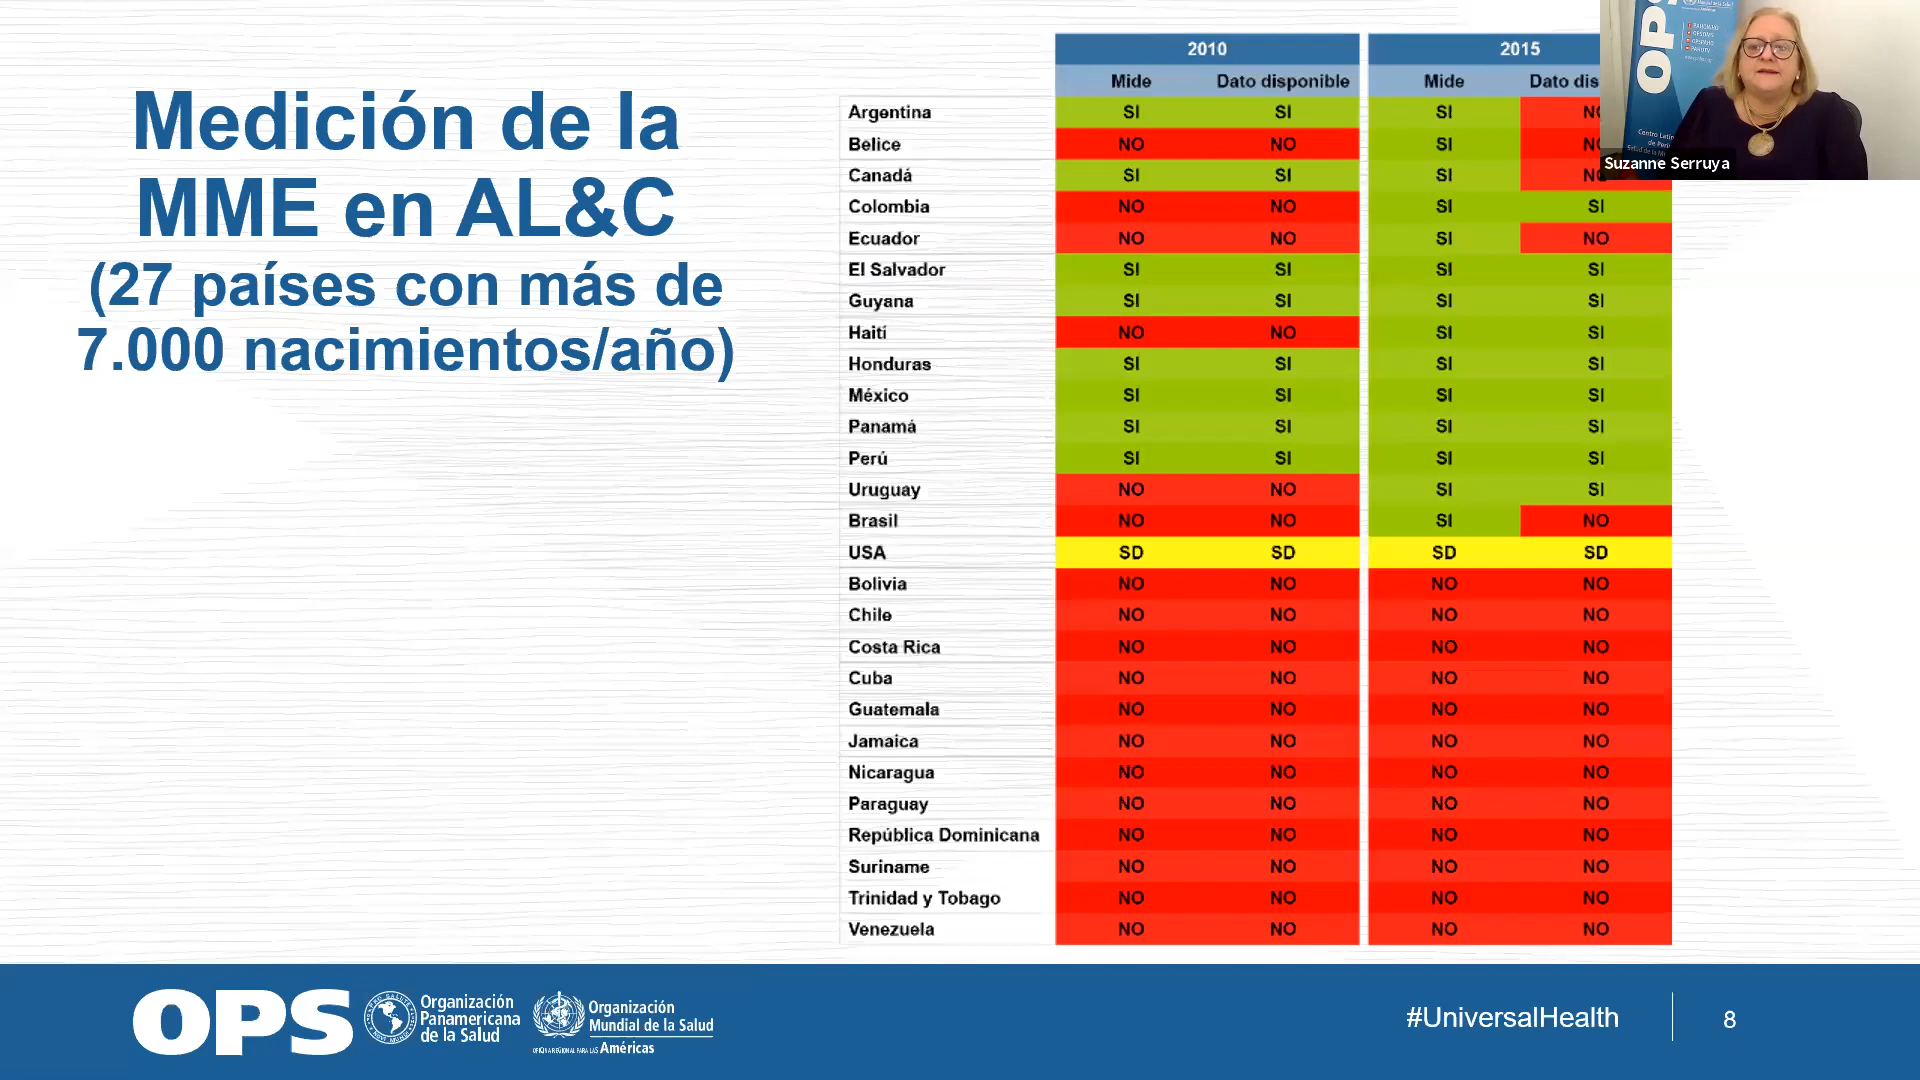 Medición de la
MME en AL&C
(27 países con más de
7.000 nacimientos/año)
2010 2015
Mide Dato disponible Mide Dato
Argentina SI SI SI NO
Belice NO NO SI NO
Canadá SI SI SI NO
Colombia NO NO SI SI
Ecuador NO NO SI NO
El Salvador SI SI SI SI
Guyana SI SI SI SI
Haití NO NO SI SI
Honduras SI SI SI SI
México SI SI SI SI
Panamá SI SI SI SI
Perú SI SI SI SI
Uruguay NO NO SI SI
Brasil NO NO SI NO
USA SD SD SD SD
Bolivia NO NO NO NO
Chile NO NO NO NO
Costa Rica NO NO NO NO
Cuba NO NO NO NO
Guatemala NO NO NO NO
Jamaica NO NO NO NO
Nicaragua NO NO NO NO
Paraguay NO NO NO NO
República Dominicana NO NO NO NO
Suriname NO NO NO NO
Trinidad y Tobago NO NO NO NO
Venezuela NO NO NO NO
Suzanne Serruya
OPS
Organización
Panamericana
de la Salud
Organización
Mundial de la Salud
OFICINA REGIONAL PARA LAS Américas
#UniversalHealth
8